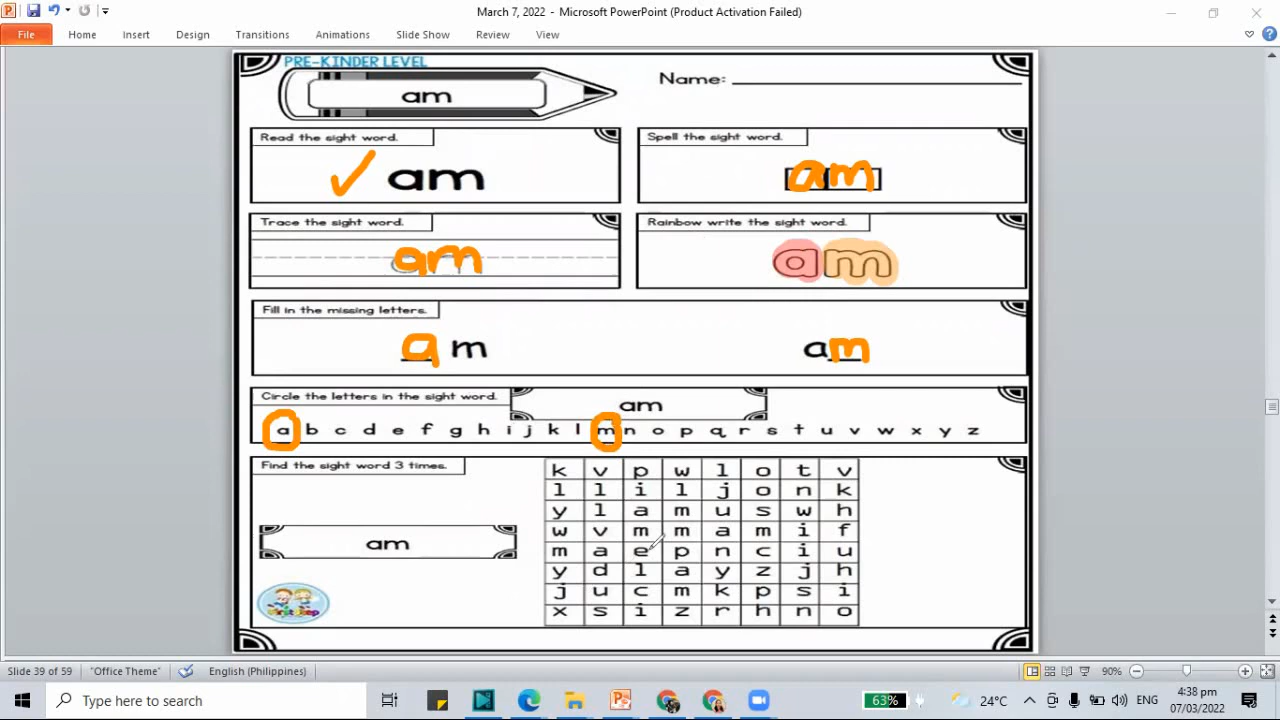 March 7, 2022 - Microsoft PowerPoint (Product Activation Failed)
File Home Insert Design Transitions Animations Slide Show Review View
PRE-KINDER LEVEL
am
Name:
Read the sight word.
am
Spell the sight word.
am
Trace the sight word.
am
Rainbow write the sight word.
am
Fill in the missing letters.
a m
am
Circle the letters in the sight word.
am
a b c d e f g h i j k l m n o p q r s t u v w x y z
Find the sight word 3 times.
am
k v p w l o t v
l l i l j o n k
y l a m u s w h
w v m m a m i f
m a e p n c i u
y d l a y z j h
j u c m k p s i
x s i z r h n o
Slide 39 of 59 "Office Theme" English (Philippines) 90%
Type here to search
63% 24°C ENG 4:38 pm
07/03/2022